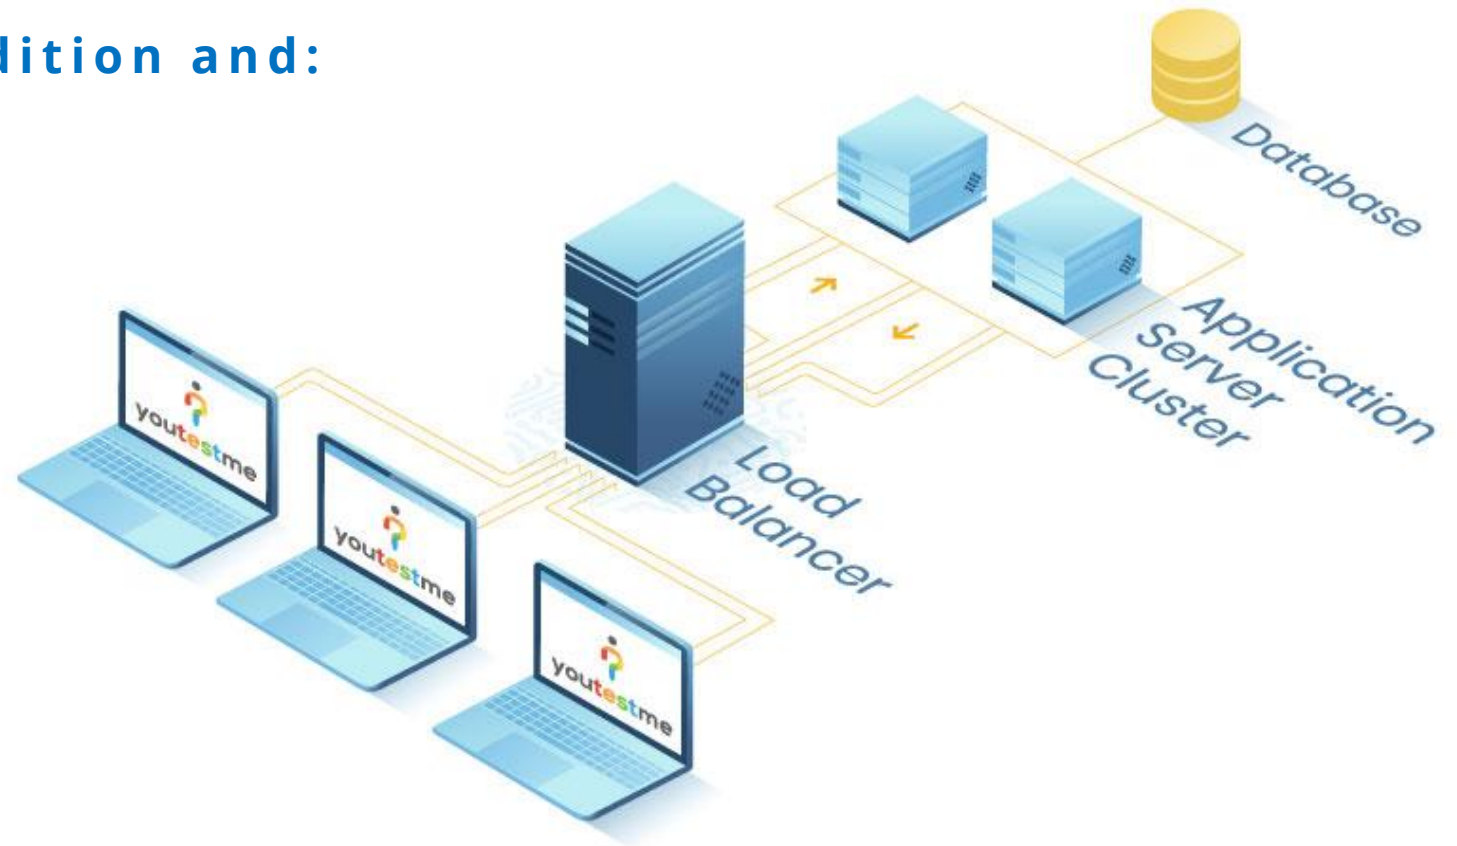 dition and:
Database
Application
Server
Cluster
Load
Balancer
youtestme
youtestme
youtestme